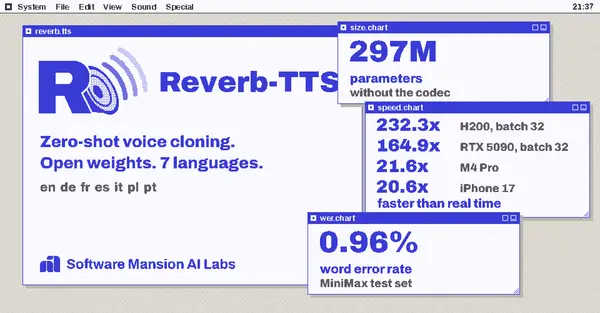 System File Edit View Sound Special 21:37
reverb.tts
Reverb-TTS
Zero-shot voice cloning.
Open weights. 7 languages.
en de fr es it pl pt
Software Mansion AI Labs
size.chart
297M
parameters
without the codec
speed.chart
232.3x H200, batch 32
164.9x RTX 5090, batch 32
21.6x M4 Pro
20.6x iPhone 17
faster than real time
wer.chart
0.96%
word error rate
MiniMax test set